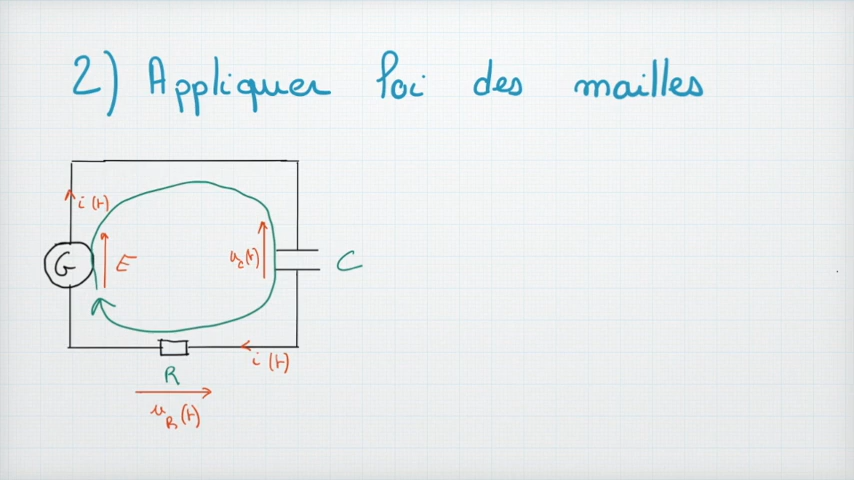 2) Appliquer loi des mailles
i(t)
G
E
u_c(t)
C
i(t)
R
u_R(t)